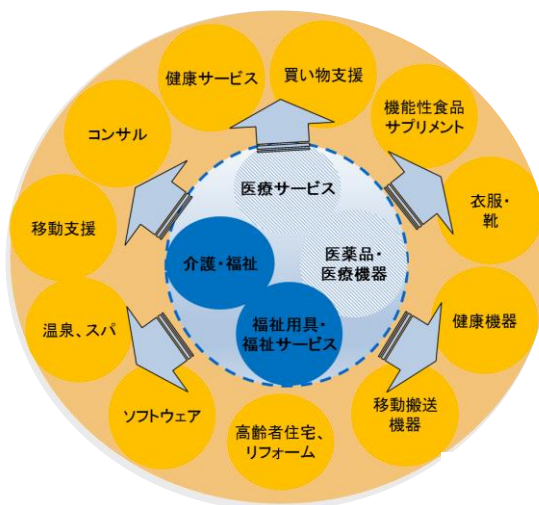 健康サービス
買い物支援
機能性食品
サプリメント
コンサル
衣服・
靴
移動支援
医療サービス
医薬品・
医療機器
介護・福祉
福祉用具・
福祉サービス
健康機器
温泉、スパ
ソフトウェア
移動搬送
機器
高齢者住宅、
リフォーム